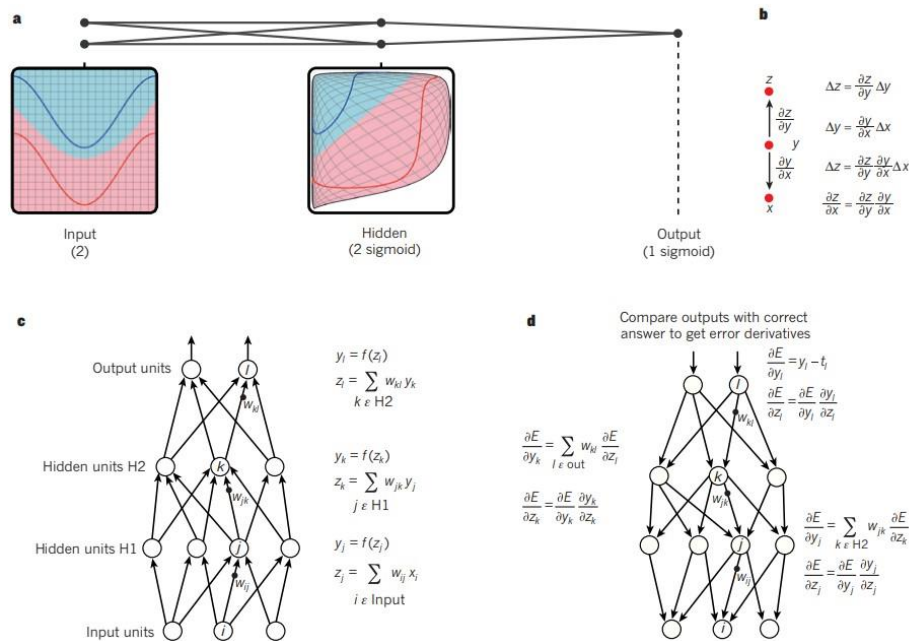 a
Input
(2)
Hidden
(2 sigmoid)
Output
(1 sigmoid)
b
z
∂z/∂y
y
∂y/∂x
x
Δz = ∂z/∂y Δy
Δy = ∂y/∂x Δx
Δz = ∂z/∂y ∂y/∂x Δx
∂z/∂x = ∂z/∂y ∂y/∂x
c
Output units
l
w_kl
y_l = f(z_l)
z_l = ∑ w_kl y_k
k ε H2
Hidden units H2
k
w_jk
y_k = f(z_k)
z_k = ∑ w_jk y_j
j ε H1
Hidden units H1
j
w_ij
y_j = f(z_j)
z_j = ∑ w_ij x_i
i ε Input
Input units
i
d
Compare outputs with correct
answer to get error derivatives
l
w_kl
∂E/∂y_l = y_l − t_l
∂E/∂z_l = ∂E/∂y_l ∂y_l/∂z_l
∂E/∂y_k = ∑ w_kl ∂E/∂z_l
l ε out
∂E/∂z_k = ∂E/∂y_k ∂y_k/∂z_k
k
w_jk
j
w_ij
∂E/∂y_j = ∑ w_jk ∂E/∂z_k
k ε H2
∂E/∂z_j = ∂E/∂y_j ∂y_j/∂z_j
i